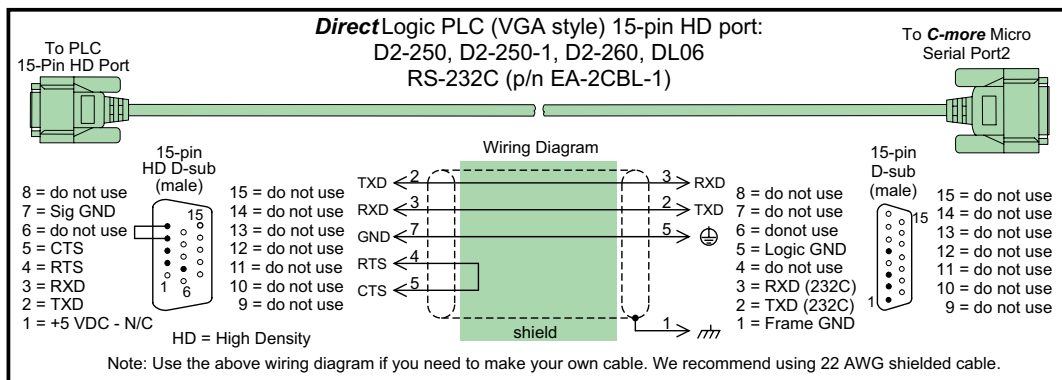 DirectLogic PLC (VGA style) 15-pin HD port:
D2-250, D2-250-1, D2-260, DL06
RS-232C (p/n EA-2CBL-1)
To PLC
15-Pin HD Port
To C-more Micro
Serial Port2
15-pin
HD D-sub
(male)
8 = do not use
7 = Sig GND
6 = do not use
5 = CTS
4 = RTS
3 = RXD
2 = TXD
1 = +5 VDC - N/C
15
1
6
15 = do not use
14 = do not use
13 = do not use
12 = do not use
11 = do not use
10 = do not use
9 = do not use
HD = High Density
Wiring Diagram
TXD 2 3 RXD
RXD 3 2 TXD
GND 7 5
RTS 4
CTS 5
1
shield
15-pin
D-sub
(male)
8 = do not use
7 = do not use
6 = donot use
5 = Logic GND
4 = do not use
3 = RXD (232C)
2 = TXD (232C)
1 = Frame GND
15
1
15 = do not use
14 = do not use
13 = do not use
12 = do not use
11 = do not use
10 = do not use
9 = do not use
Note: Use the above wiring diagram if you need to make your own cable. We recommend using 22 AWG shielded cable.